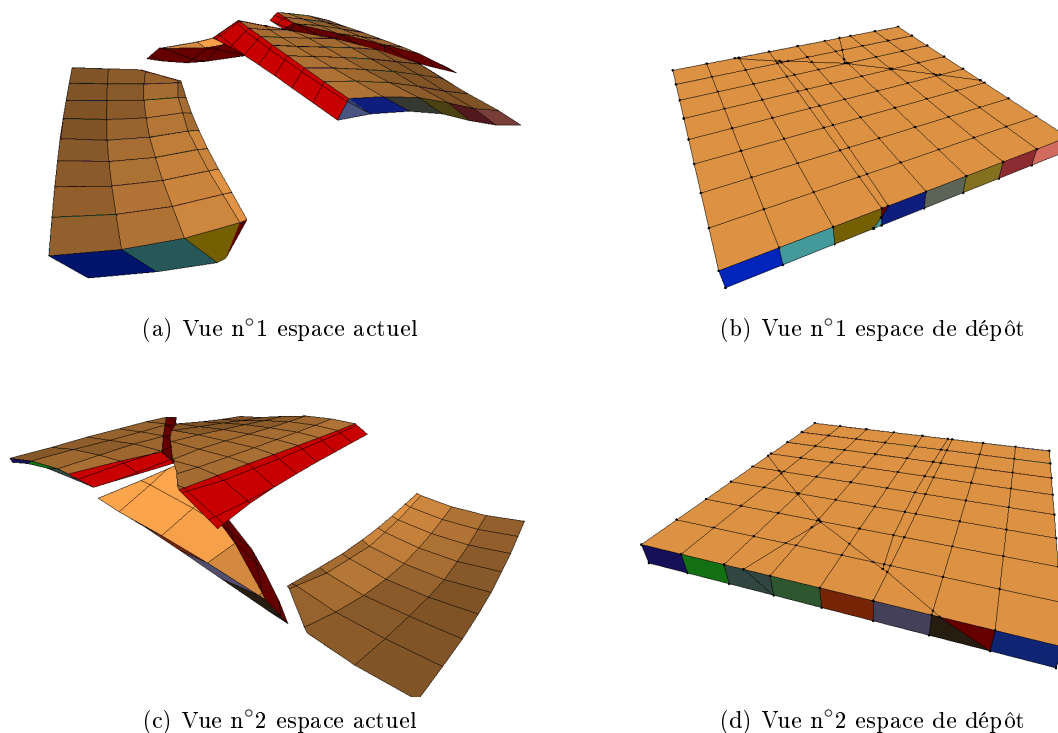 (a) Vue n°1 espace actuel
(b) Vue n°1 espace de dépôt
(c) Vue n°2 espace actuel
(d) Vue n°2 espace de dépôt